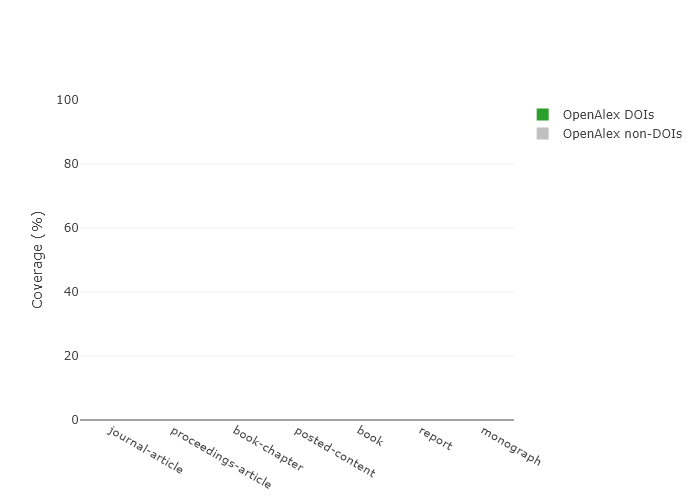 100
80
60
40
20
0
Coverage (%)
journal-article
proceedings-article
book-chapter
posted-content
book
report
monograph
OpenAlex DOIs
OpenAlex non-DOIs